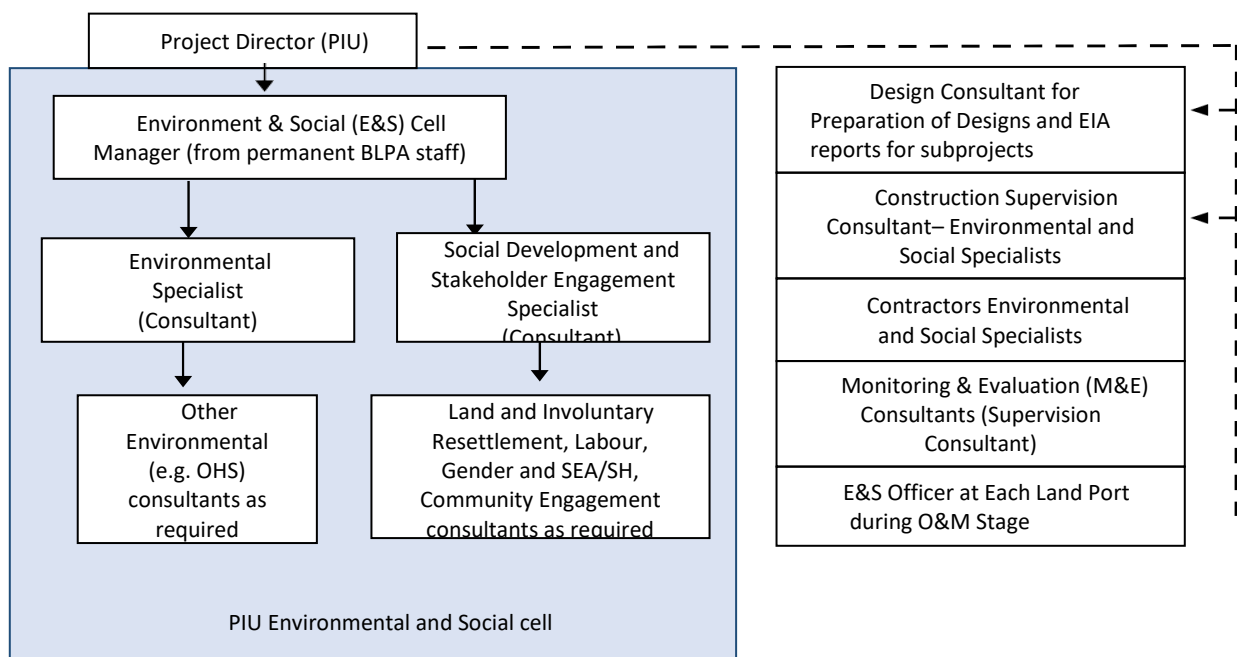 Project Director (PIU)
Environment & Social (E&S) Cell
Manager (from permanent BLPA staff)
Environmental
Specialist
(Consultant)
Social Development and
Stakeholder Engagement
Specialist
(Consultant)
Other
Environmental
(e.g. OHS)
consultants as
required
Land and Involuntary
Resettlement, Labour,
Gender and SEA/SH,
Community Engagement
consultants as required
PIU Environmental and Social cell
Design Consultant for
Preparation of Designs and EIA
reports for subprojects
Construction Supervision
Consultant– Environmental and
Social Specialists
Contractors Environmental
and Social Specialists
Monitoring & Evaluation (M&E)
Consultants (Supervision
Consultant)
E&S Officer at Each Land Port
during O&M Stage